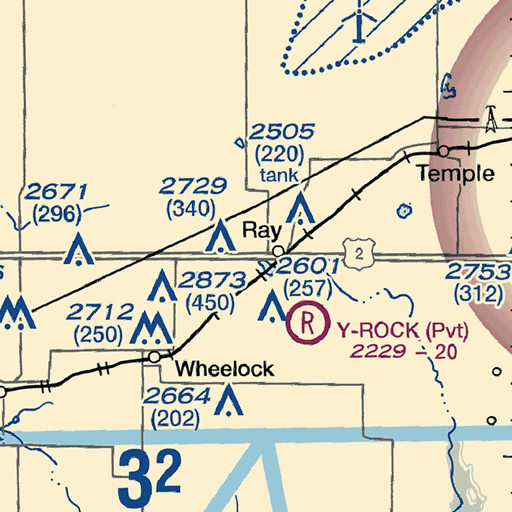 2505
(220)
tank
Temple
2671
(296)
2729
(340)
Ray
2
2873
(450)
2601
(257)
2753
(312)
2712
(250)
R
Y-ROCK (Pvt)
2229 - 20
Wheelock
2664
(202)
32